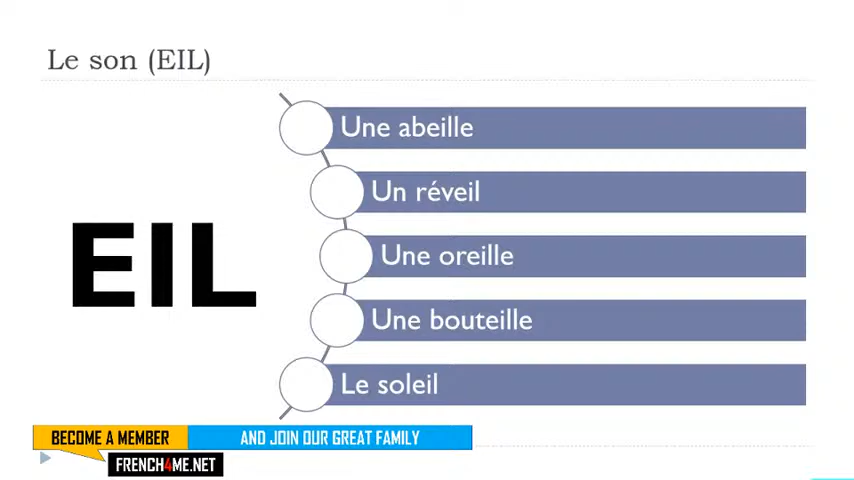 Le son (EIL)
EIL
Une abeille
Un réveil
Une oreille
Une bouteille
Le soleil
BECOME A MEMBER
AND JOIN OUR GREAT FAMILY
FRENCH4ME.NET